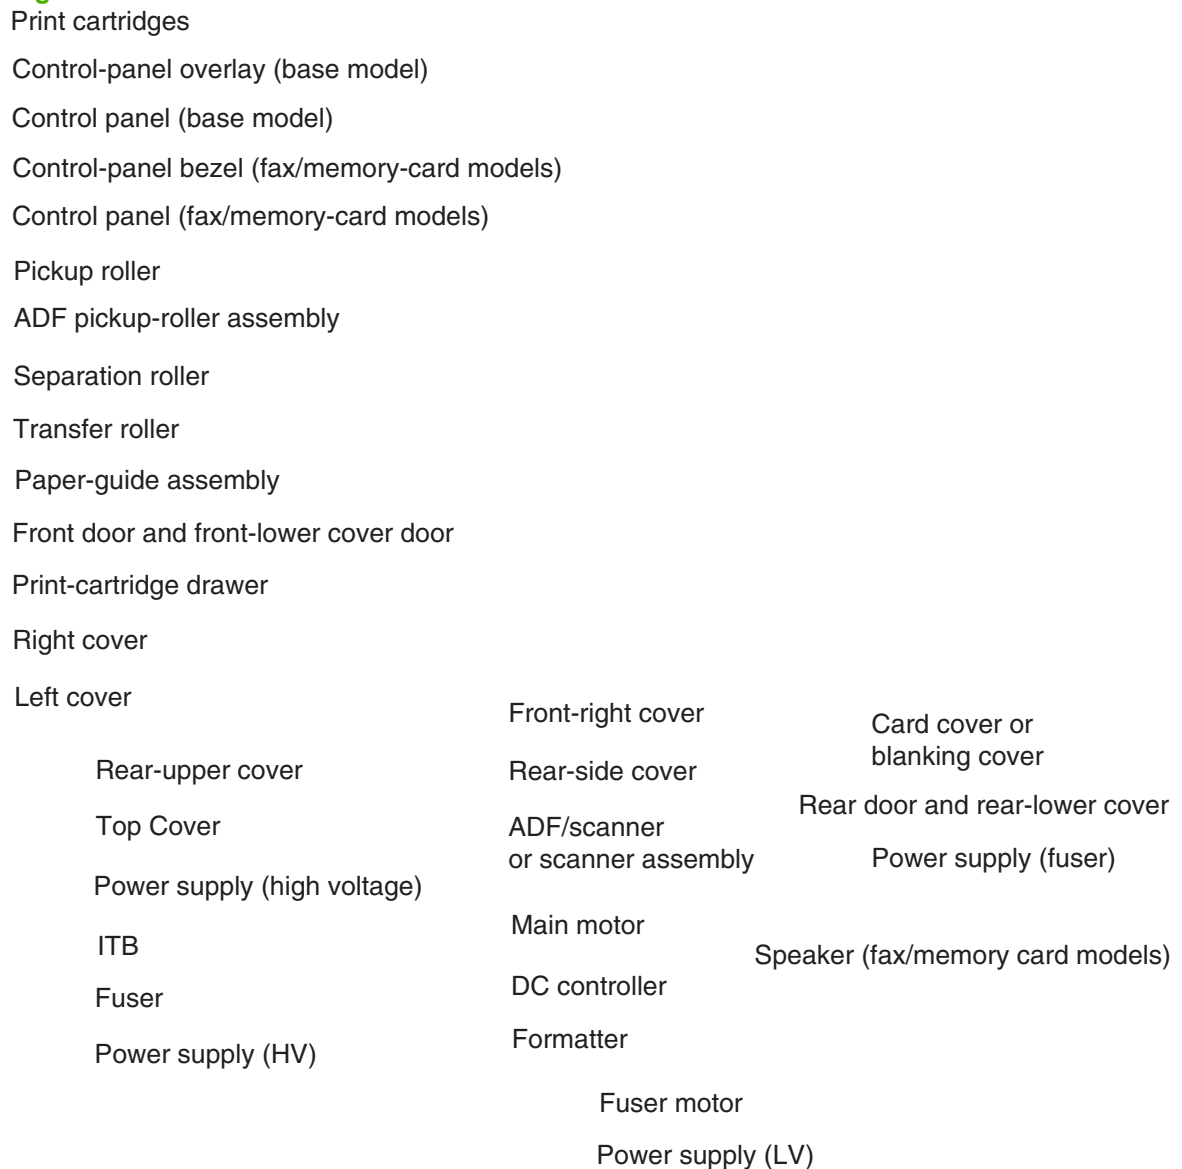 Print cartridges
Control-panel overlay (base model)
Control panel (base model)
Control-panel bezel (fax/memory-card models)
Control panel (fax/memory-card models)
Pickup roller
ADF pickup-roller assembly
Separation roller
Transfer roller
Paper-guide assembly
Front door and front-lower cover door
Print-cartridge drawer
Right cover
Left cover
Rear-upper cover
Top Cover
Power supply (high voltage)
ITB
Fuser
Power supply (HV)
Front-right cover
Rear-side cover
ADF/scanner
or scanner assembly
Main motor
DC controller
Formatter
Fuser motor
Power supply (LV)
Card cover or
blanking cover
Rear door and rear-lower cover
Power supply (fuser)
Speaker (fax/memory card models)